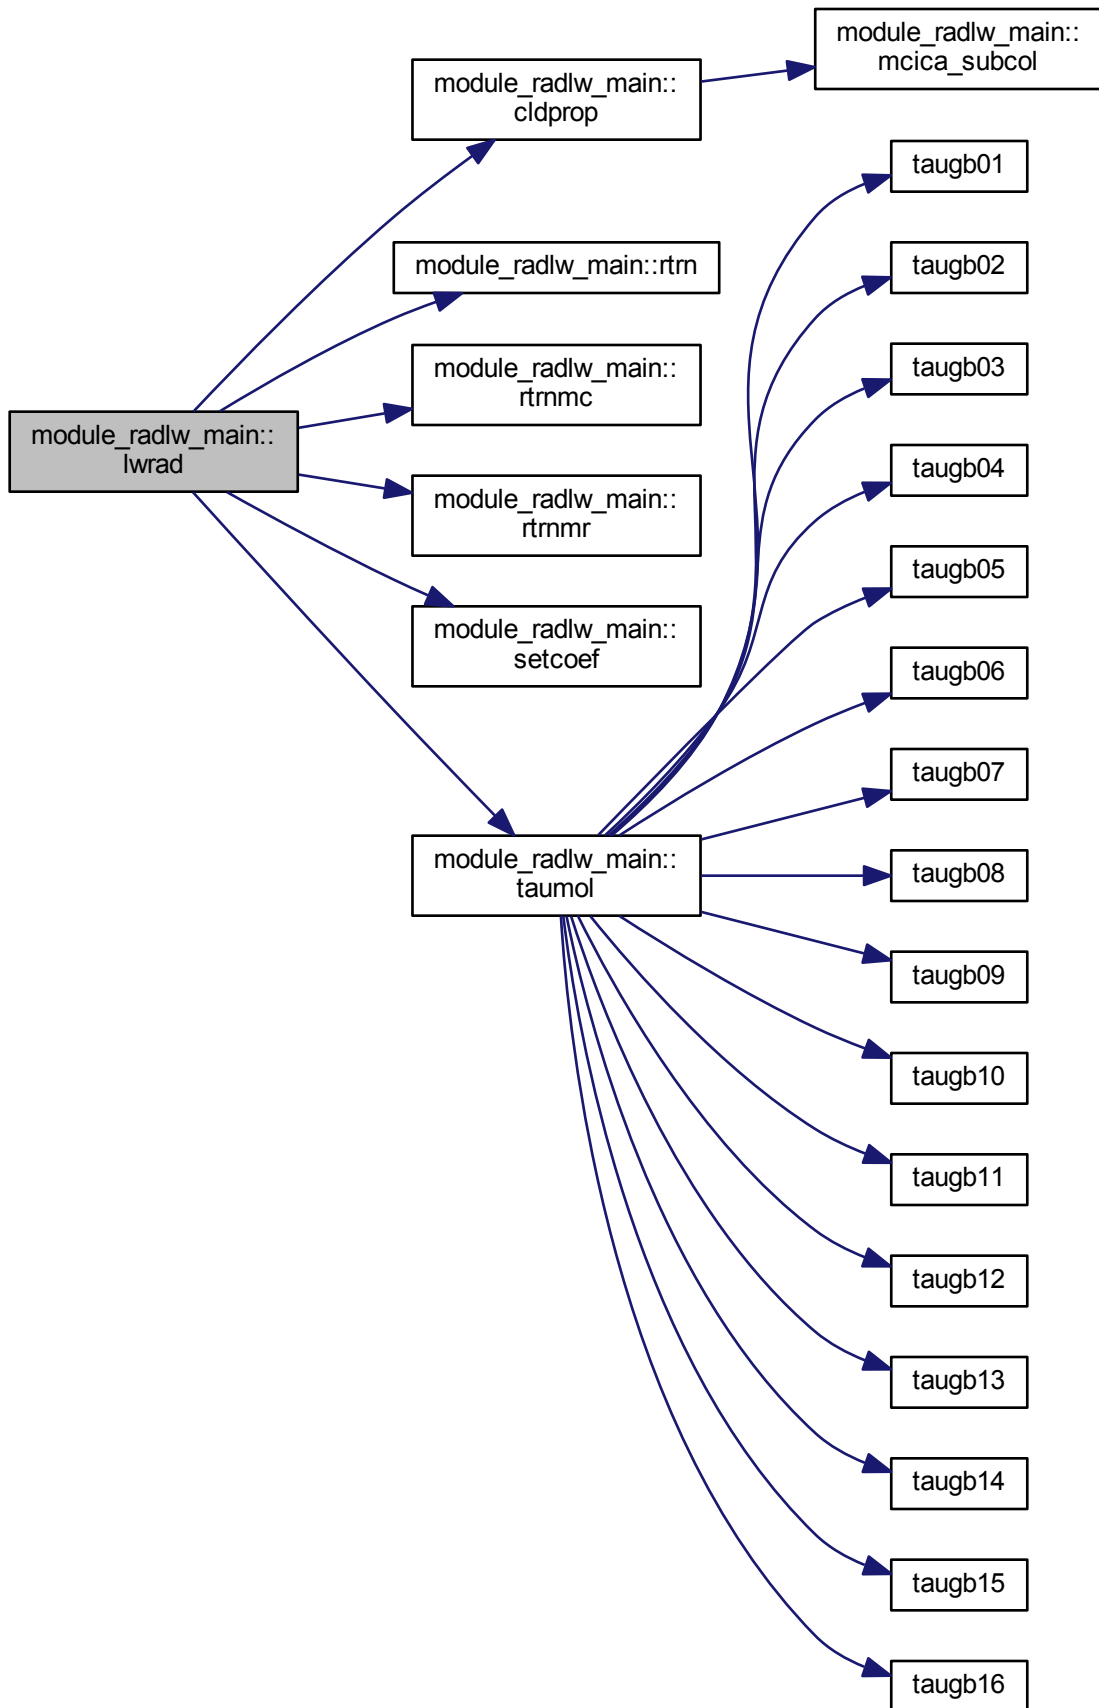 module_radlw_main::
mcica_subcol
module_radlw_main::
cldprop
taugb01
module_radlw_main::rtrn
taugb02
module_radlw_main::
rtrnmc
taugb03
module_radlw_main::
lwrad
taugb04
module_radlw_main::
rtrnmr
taugb05
module_radlw_main::
setcoef
taugb06
taugb07
module_radlw_main::
taumol
taugb08
taugb09
taugb10
taugb11
taugb12
taugb13
taugb14
taugb15
taugb16